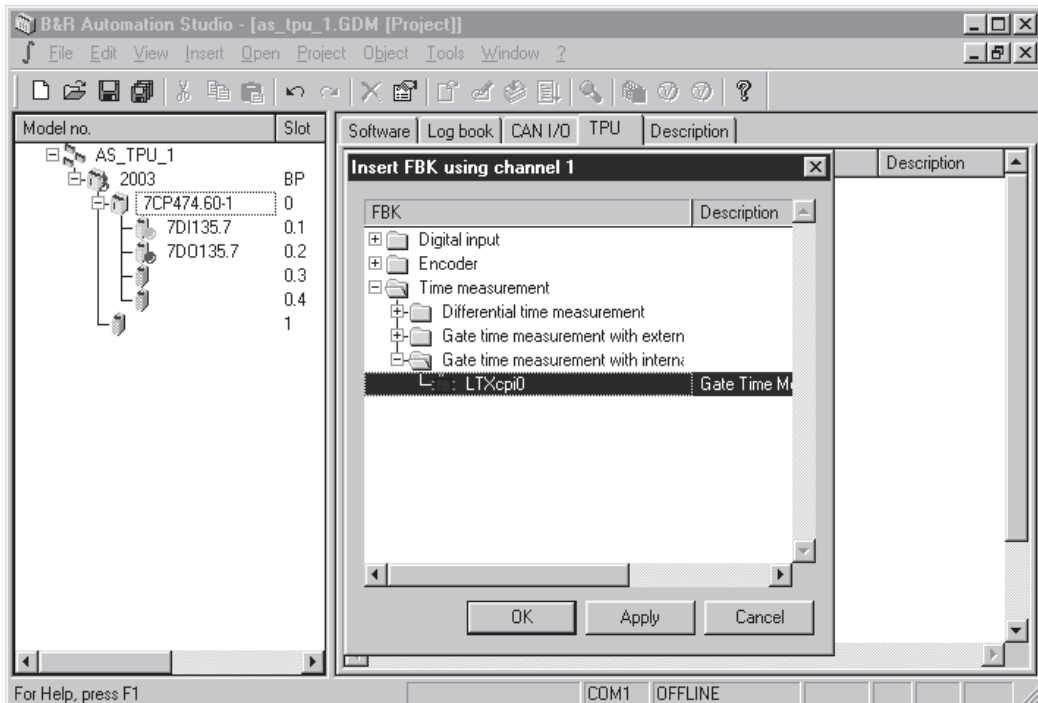 B&R Automation Studio - [as_tpu_1.GDM [Project]]
File Edit View Insert Open Project Object Tools Window ?
Model no. Slot
AS_TPU_1
2003 BP
7CP474.60-1 0
7DI135.7 0.1
7DO135.7 0.2
0.3
0.4
1
Software Log book CAN I/O TPU Description
Description
Insert FBK using channel 1
FBK Description
Digital input
Encoder
Time measurement
Differential time measurement
Gate time measurement with extern
Gate time measurement with interna
LTXcpi0 Gate Time Me
OK Apply Cancel
For Help, press F1 COM1 OFFLINE